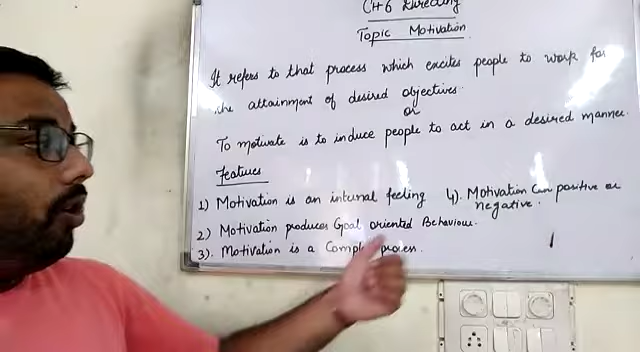 CH 6 Directing
Topic Motivation
It refers to that process which excites people to work for
the attainment of desired objectives.
or
To motivate is to induce people to act in a desired manner.
Features
1) Motivation is an internal feeling
2) Motivation produces Goal oriented Behaviour.
3). Motivation is a Complex process.
4). Motivation Can positive or
negative.